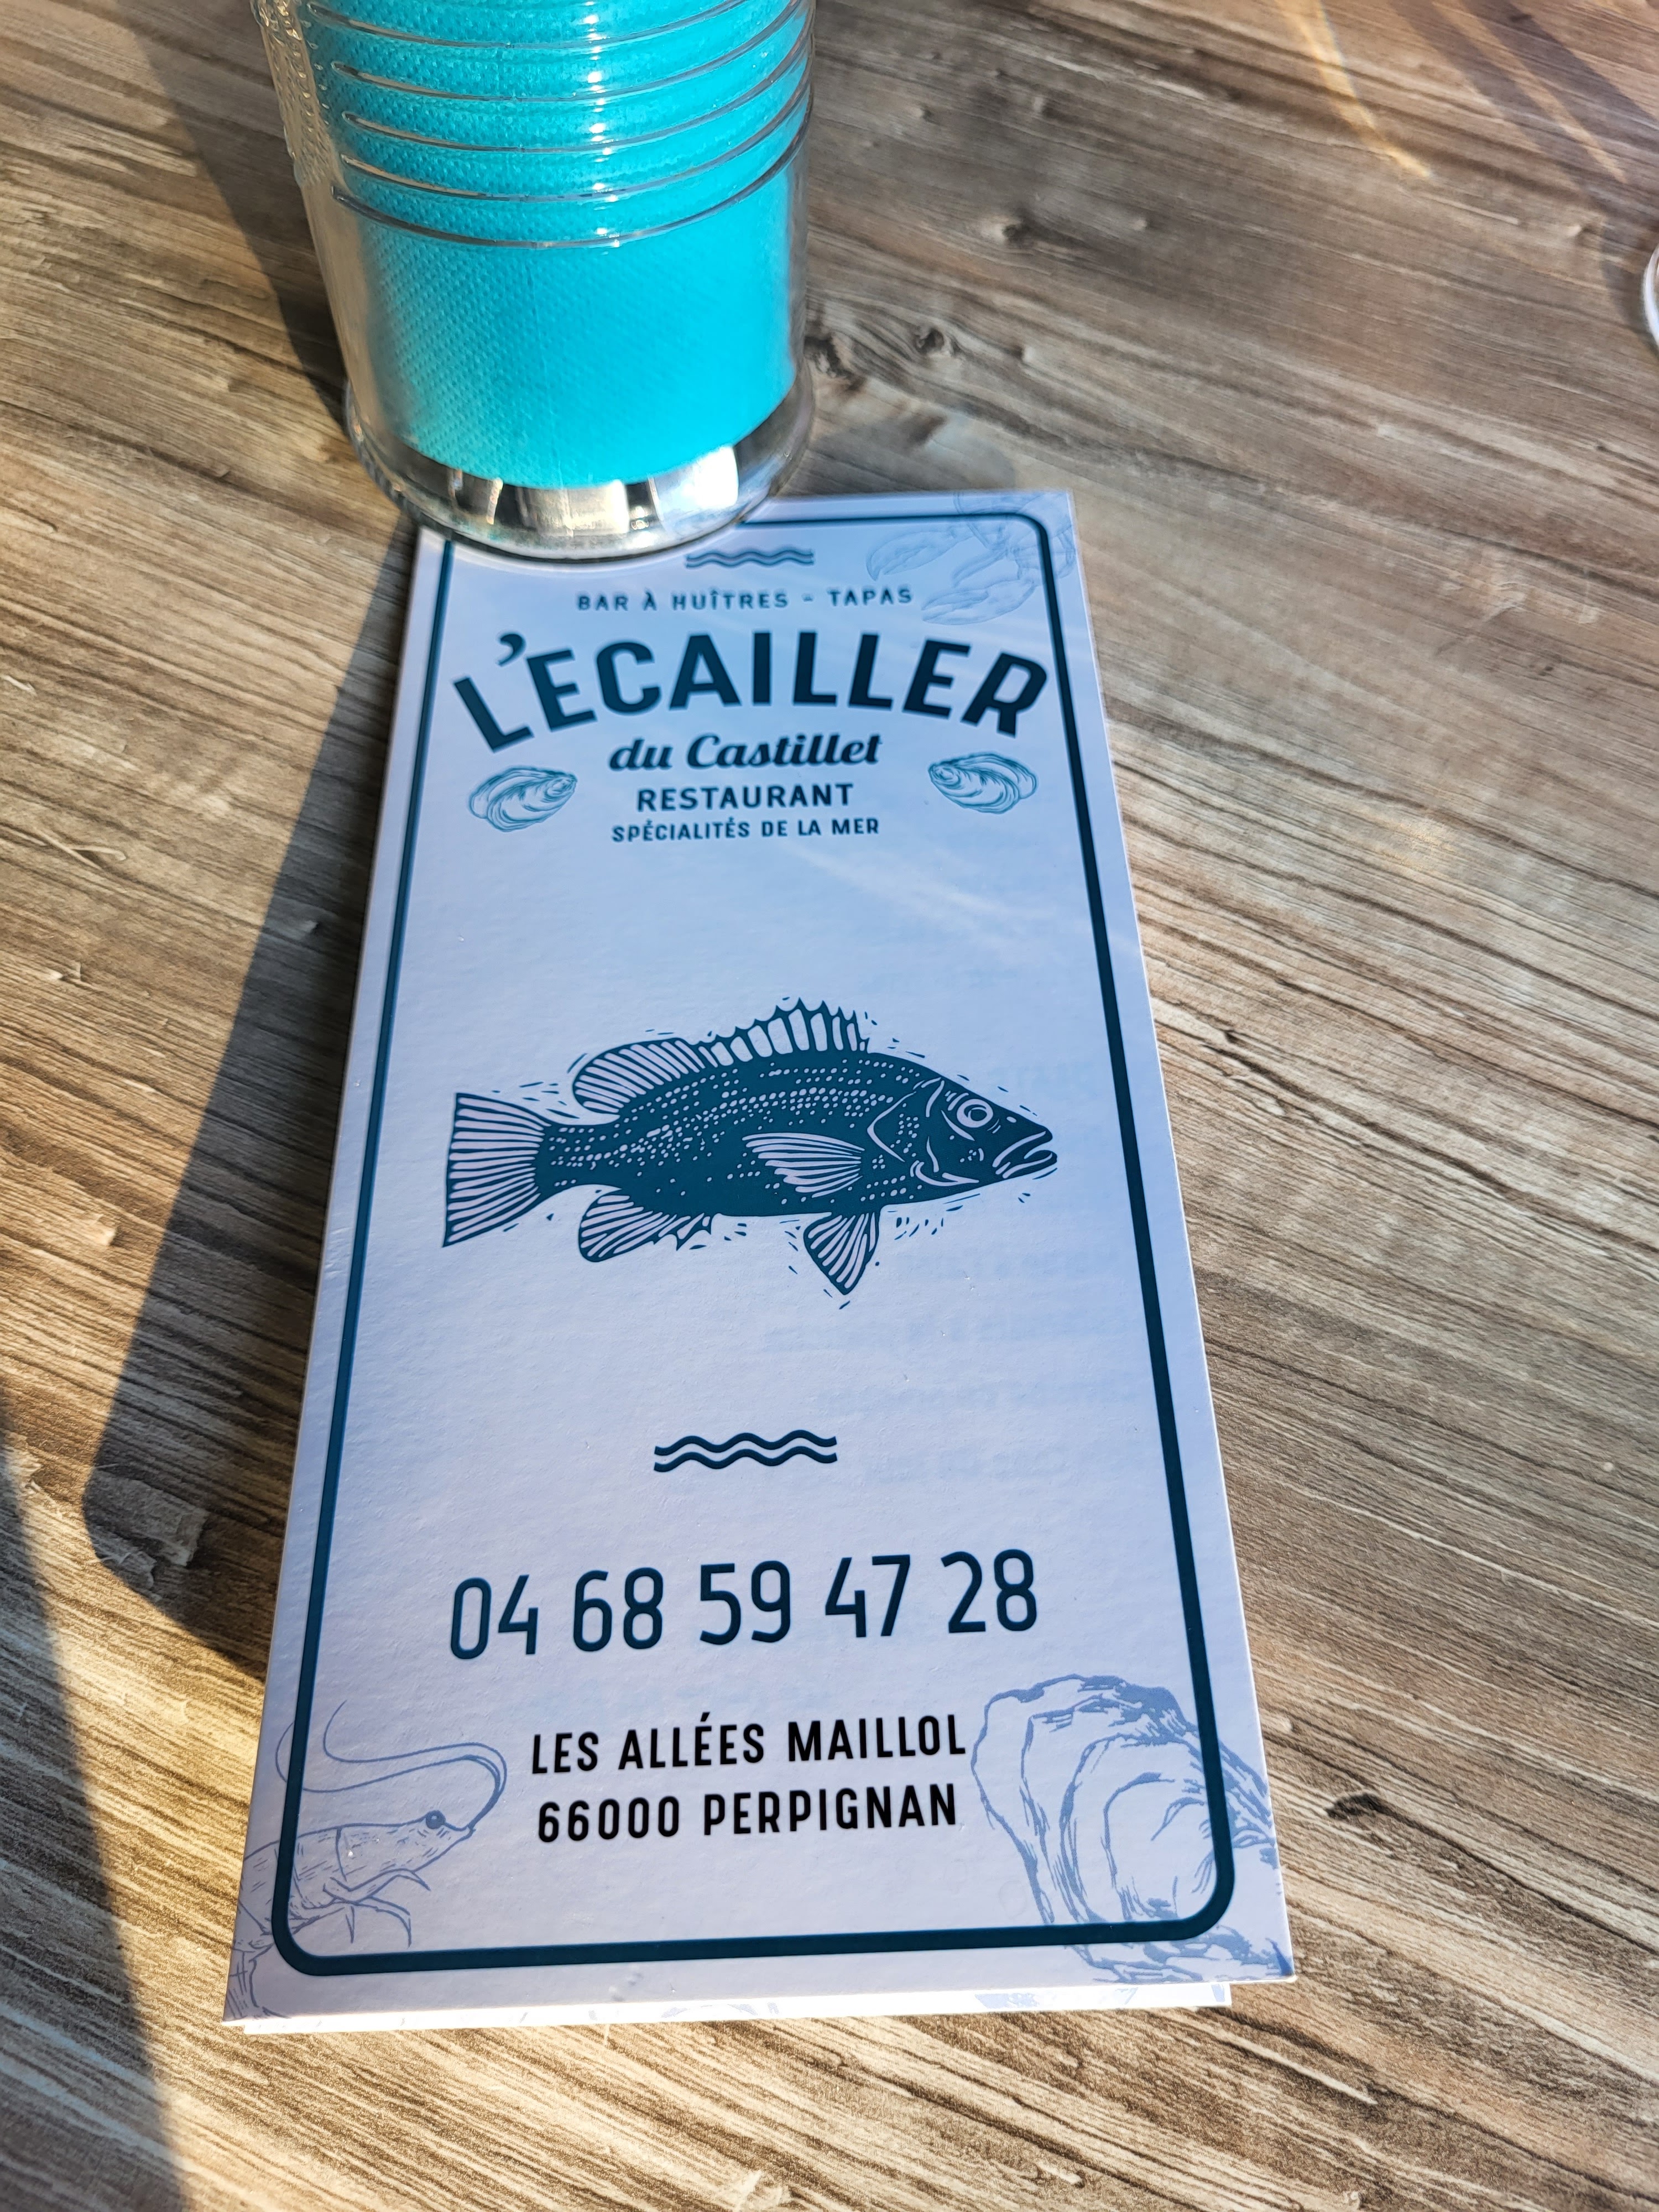 BAR À HUÎTRES - TAPAS
L'ECAILLER
du Castillet
RESTAURANT
SPÉCIALITÉS DE LA MER
04 68 59 47 28
LES ALLÉES MAILLOL
66000 PERPIGNAN